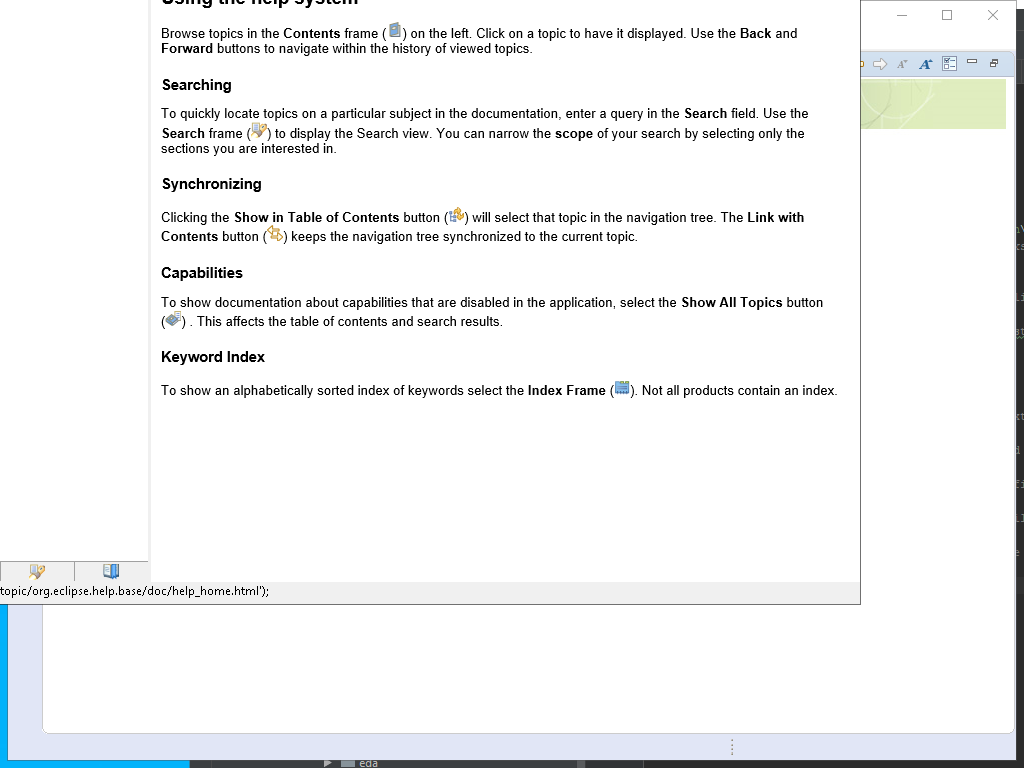 Using the help system
Browse topics in the Contents frame ( ) on the left. Click on a topic to have it displayed. Use the Back and
Forward buttons to navigate within the history of viewed topics.
Searching
To quickly locate topics on a particular subject in the documentation, enter a query in the Search field. Use the
Search frame ( ) to display the Search view. You can narrow the scope of your search by selecting only the
sections you are interested in.
Synchronizing
Clicking the Show in Table of Contents button ( ) will select that topic in the navigation tree. The Link with
Contents button ( ) keeps the navigation tree synchronized to the current topic.
Capabilities
To show documentation about capabilities that are disabled in the application, select the Show All Topics button
( ) . This affects the table of contents and search results.
Keyword Index
To show an alphabetically sorted index of keywords select the Index Frame ( ). Not all products contain an index.
topic/org.eclipse.help.base/doc/help_home.html');
eda